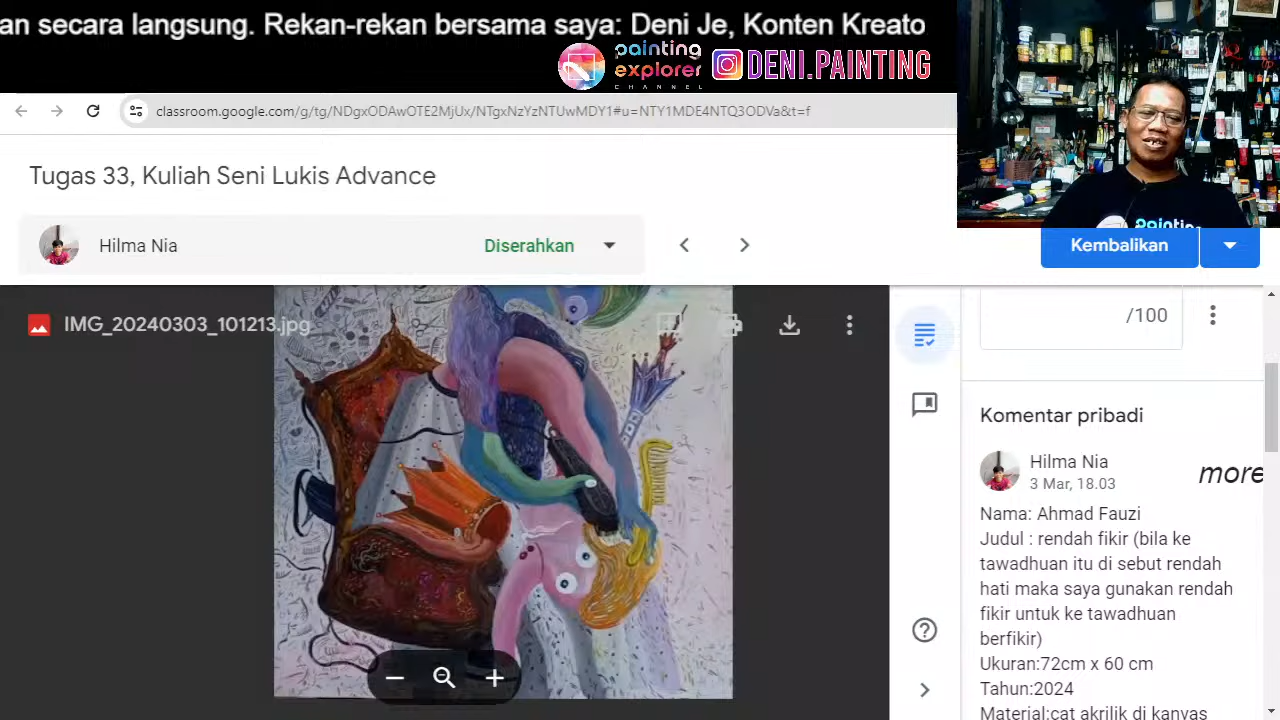 an secara langsung. Rekan-rekan bersama saya: Deni Je, Konten Kreato
painting
explorer
CHANNEL
DENI.PAINTING
classroom.google.com/g/tg/NDgxODAwOTE2MjUx/NTgxNzYzNTUwMDY1#u=NTY1MDE4NTQ3ODVa&t=f
Tugas 33, Kuliah Seni Lukis Advance
Hilma Nia
Diserahkan
Kembalikan
IMG_20240303_101213.jpg
/100
Komentar pribadi
Hilma Nia
3 Mar, 18.03
more
Nama: Ahmad Fauzi
Judul : rendah fikir (bila ke
tawadhuan itu di sebut rendah
hati maka saya gunakan rendah
fikir untuk ke tawadhuan
berfikir)
Ukuran:72cm x 60 cm
Tahun:2024
Material:cat akrilik di kanvas